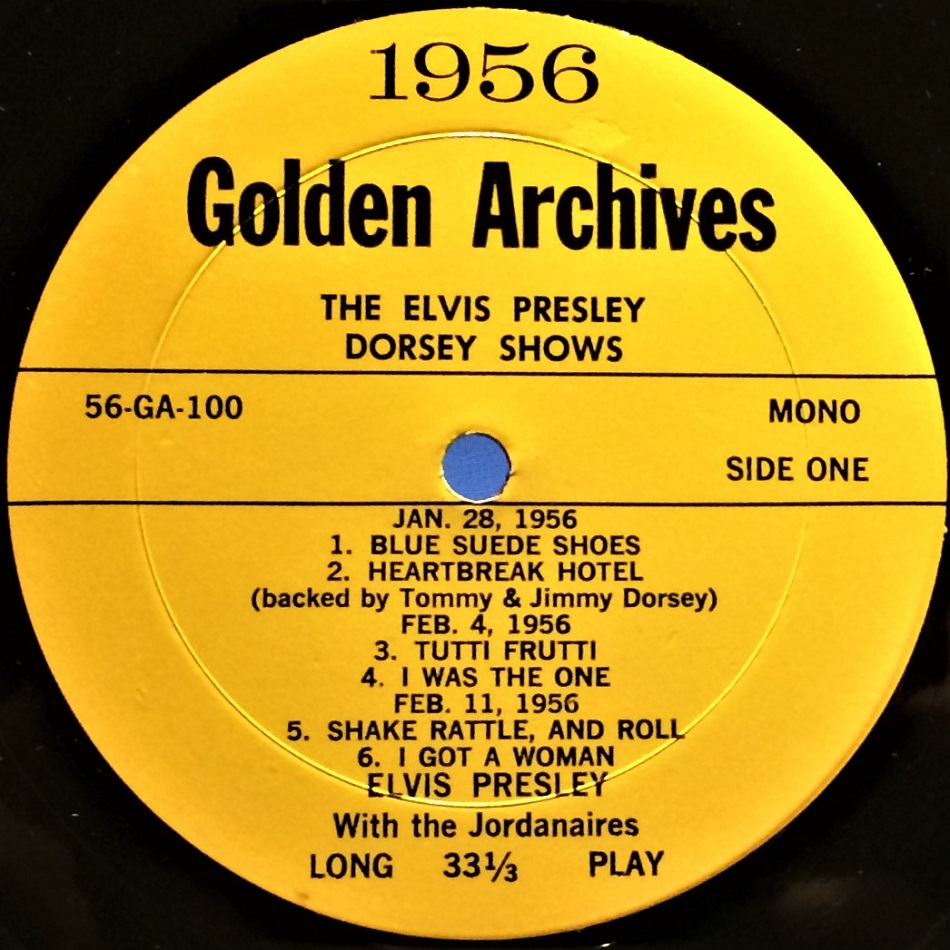 1956
Golden Archives
THE ELVIS PRESLEY
DORSEY SHOWS
56-GA-100
MONO
SIDE ONE
JAN. 28, 1956
1. BLUE SUEDE SHOES
2. HEARTBREAK HOTEL
(backed by Tommy & Jimmy Dorsey)
FEB. 4, 1956
3. TUTTI FRUTTI
4. I WAS THE ONE
FEB. 11, 1956
5. SHAKE RATTLE, AND ROLL
6. I GOT A WOMAN
ELVIS PRESLEY
With the Jordanaires
LONG 33⅓ PLAY